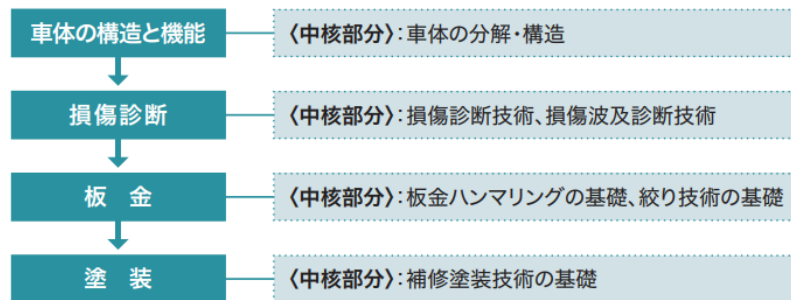 車体の構造と機能
〈中核部分〉：車体の分解・構造
損傷診断
〈中核部分〉：損傷診断技術、損傷波及診断技術
板　金
〈中核部分〉：板金ハンマリングの基礎、絞り技術の基礎
塗　装
〈中核部分〉：補修塗装技術の基礎